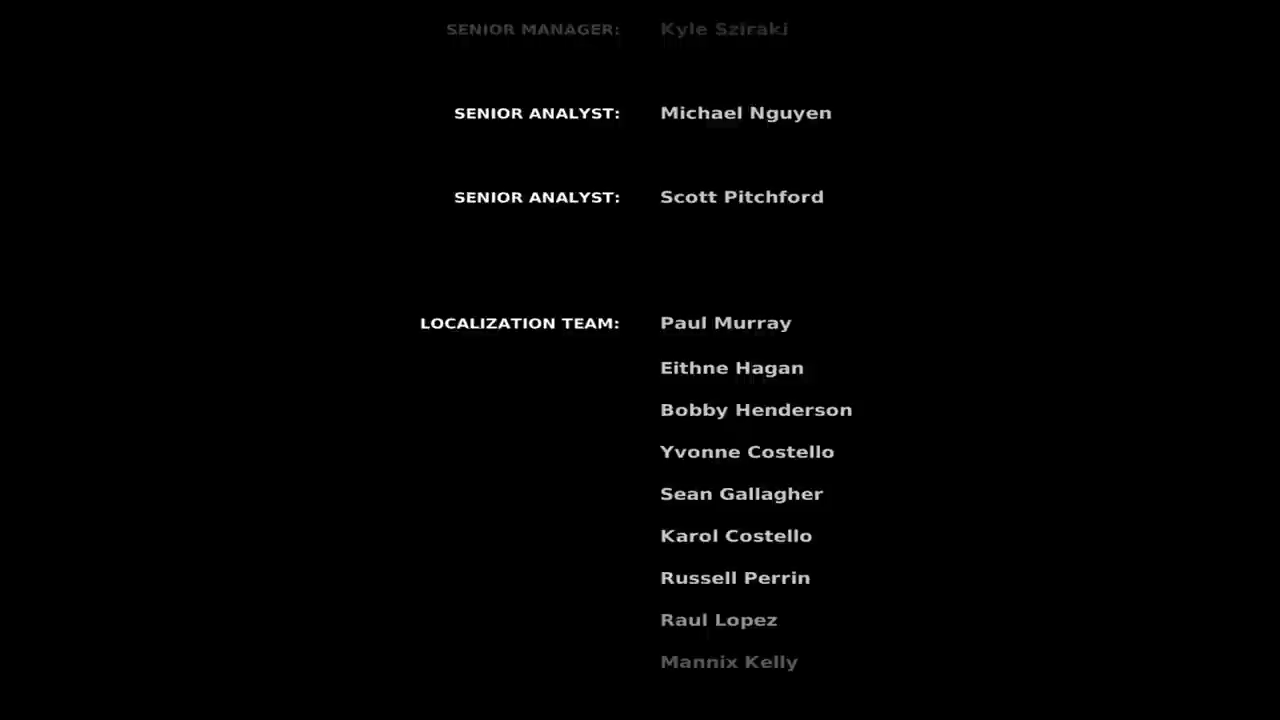 SENIOR MANAGER: Kyle Sziraki
SENIOR ANALYST: Michael Nguyen
SENIOR ANALYST: Scott Pitchford
LOCALIZATION TEAM: Paul Murray
Eithne Hagan
Bobby Henderson
Yvonne Costello
Sean Gallagher
Karol Costello
Russell Perrin
Raul Lopez
Mannix Kelly